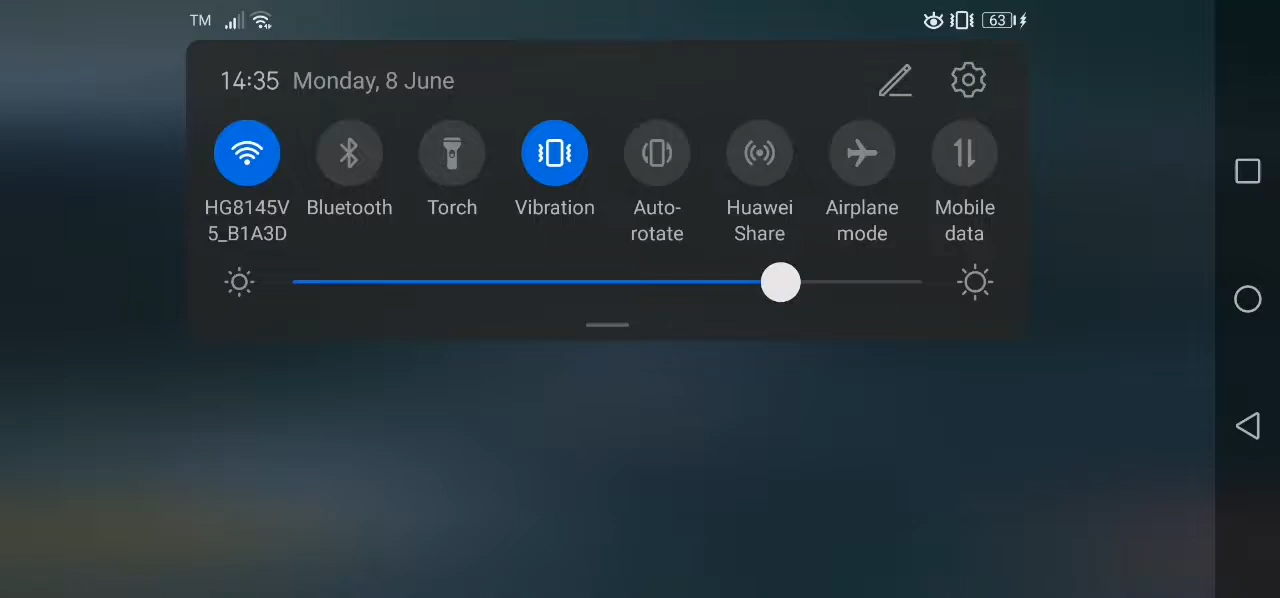 TM
63
14:35 Monday, 8 June
HG8145V
5_B1A3D
Bluetooth
Torch
Vibration
Auto-
rotate
Huawei
Share
Airplane
mode
Mobile
data